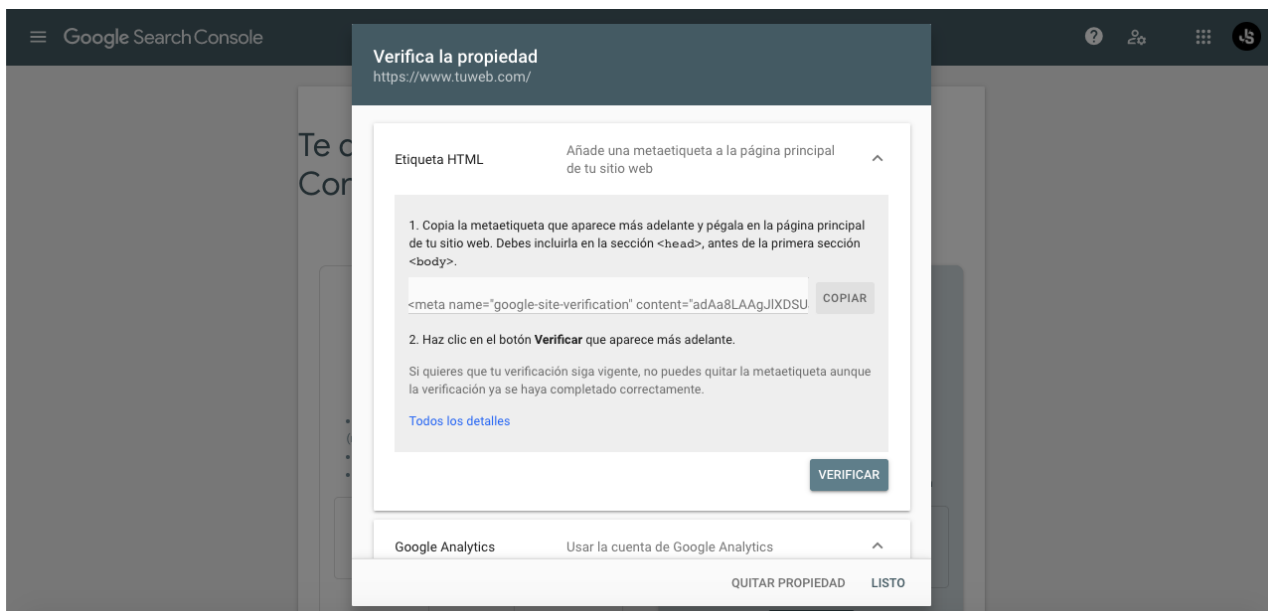 Google Search Console
Verifica la propiedad
https://www.tuweb.com/
Te d
Con
Etiqueta HTML
Añade una metaetiqueta a la página principal
de tu sitio web
1. Copia la metaetiqueta que aparece más adelante y pégala en la página principal
de tu sitio web. Debes incluirla en la sección <head>, antes de la primera sección
<body>.
<meta name="google-site-verification" content="adAa8LAAgJlXDSU
COPIAR
2. Haz clic en el botón Verificar que aparece más adelante.
Si quieres que tu verificación siga vigente, no puedes quitar la metaetiqueta aunque
la verificación ya se haya completado correctamente.
Todos los detalles
VERIFICAR
Google Analytics
Usar la cuenta de Google Analytics
QUITAR PROPIEDAD
LISTO